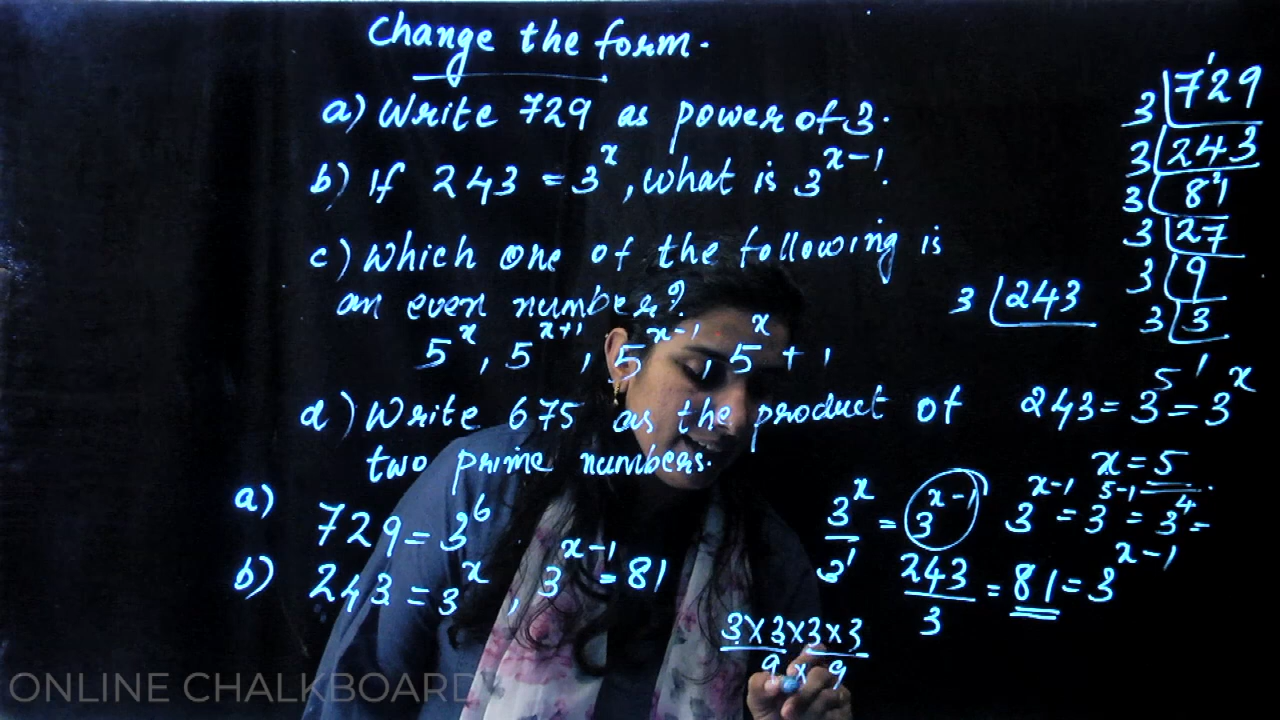 Change the form.
a) Write 729 as power of 3.
b) If 243 = 3^x, what is 3^{x-1}.
c) Which one of the following is
an even number?
5^x, 5^{x+1}, 5^{x-1}, 5^x + 1
d) Write 675 as the product of
two prime numbers.
a) 729 = 3^6
b) 243 = 3^x, 3^{x-1} = 81
3 | 729
3 | 243
3 | 81
3 | 27
3 | 9
3 | 3
1
3 | 243
243 = 3^5 = 3^x
x = 5
3^{x-1} = 3^{5-1} = 3^4 =
3^x / 3^1 = 3^{x-1}
243 / 3 = 81 = 3^{x-1}
3 × 3 × 3 × 3
9 × 9
ONLINE CHALKBOARD